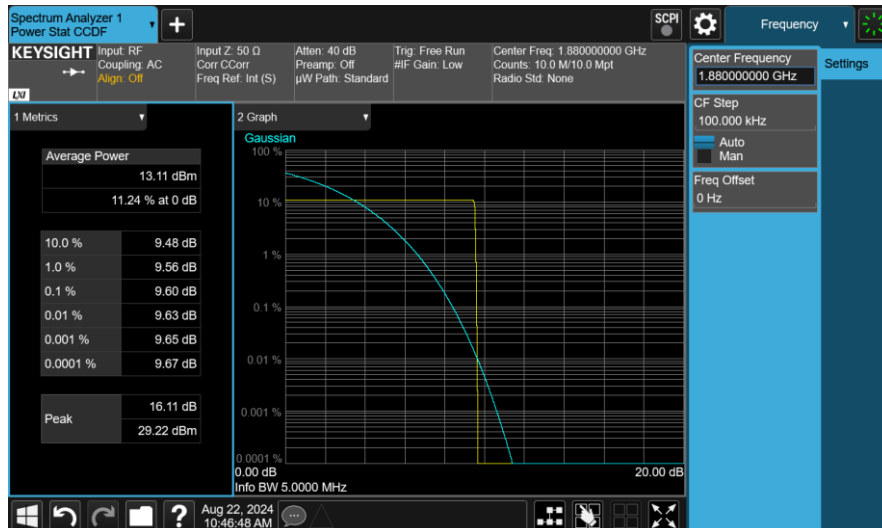 Spectrum Analyzer 1
Power Stat CCDF
+
SCPI
Frequency
KEYSIGHT
LXI
Input: RF
Coupling: AC
Align: Off
Input Z: 50 Ω
Corr CCorr
Freq Ref: Int (S)
Atten: 40 dB
Preamp: Off
µW Path: Standard
Trig: Free Run
#IF Gain: Low
Center Freq: 1.880000000 GHz
Counts: 10.0 M/10.0 Mpt
Radio Std: None
Center Frequency
1.880000000 GHz
Settings
CF Step
100.000 kHz
Auto
Man
Freq Offset
0 Hz
1 Metrics
Average Power
13.11 dBm
11.24 % at 0 dB
10.0 % 9.48 dB
1.0 % 9.56 dB
0.1 % 9.60 dB
0.01 % 9.63 dB
0.001 % 9.65 dB
0.0001 % 9.67 dB
Peak
16.11 dB
29.22 dBm
2 Graph
Gaussian
100 %
10 %
1 %
0.1 %
0.01 %
0.001 %
0.0001 %
0.00 dB 20.00 dB
Info BW 5.0000 MHz
?
Aug 22, 2024
10:46:48 AM